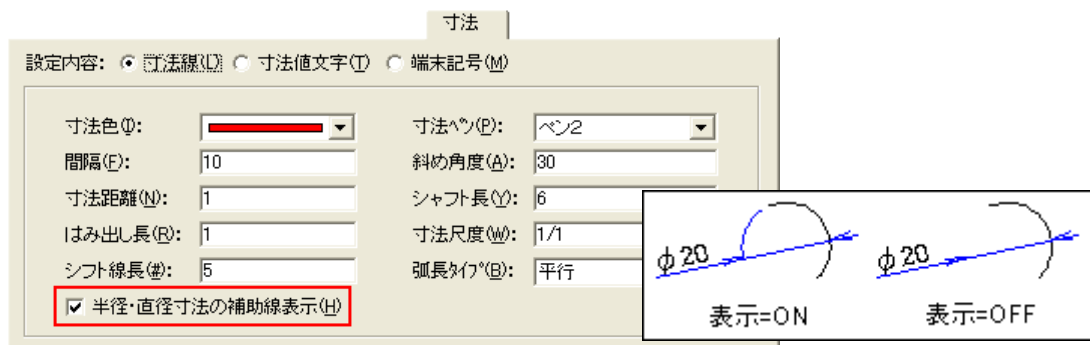 寸法
設定内容: 寸法線(L) 寸法値文字(T) 端末記号(M)
寸法色(I): 寸法ペン(P): ペン2
間隔(F): 10 斜め角度(A): 30
寸法距離(N): 1 シャフト長(Y): 6
はみ出し長(R): 1 寸法尺度(W): 1/1
シフト線長(#): 5 弧長タイプ(B): 平行
半径・直径寸法の補助線表示(H)
φ20 φ20
表示=ON 表示=OFF